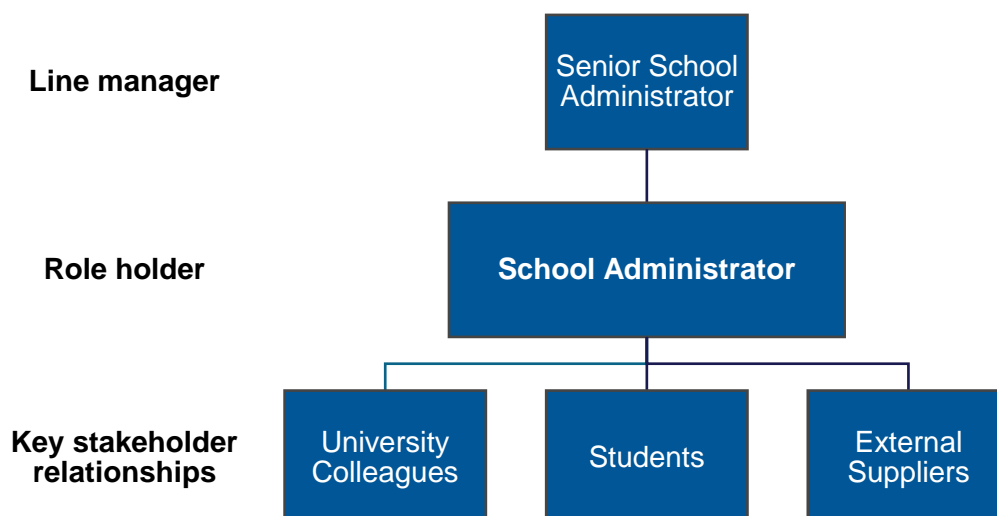 Line manager
Senior School
Administrator
Role holder
School Administrator
Key stakeholder
relationships
University
Colleagues
Students
External
Suppliers